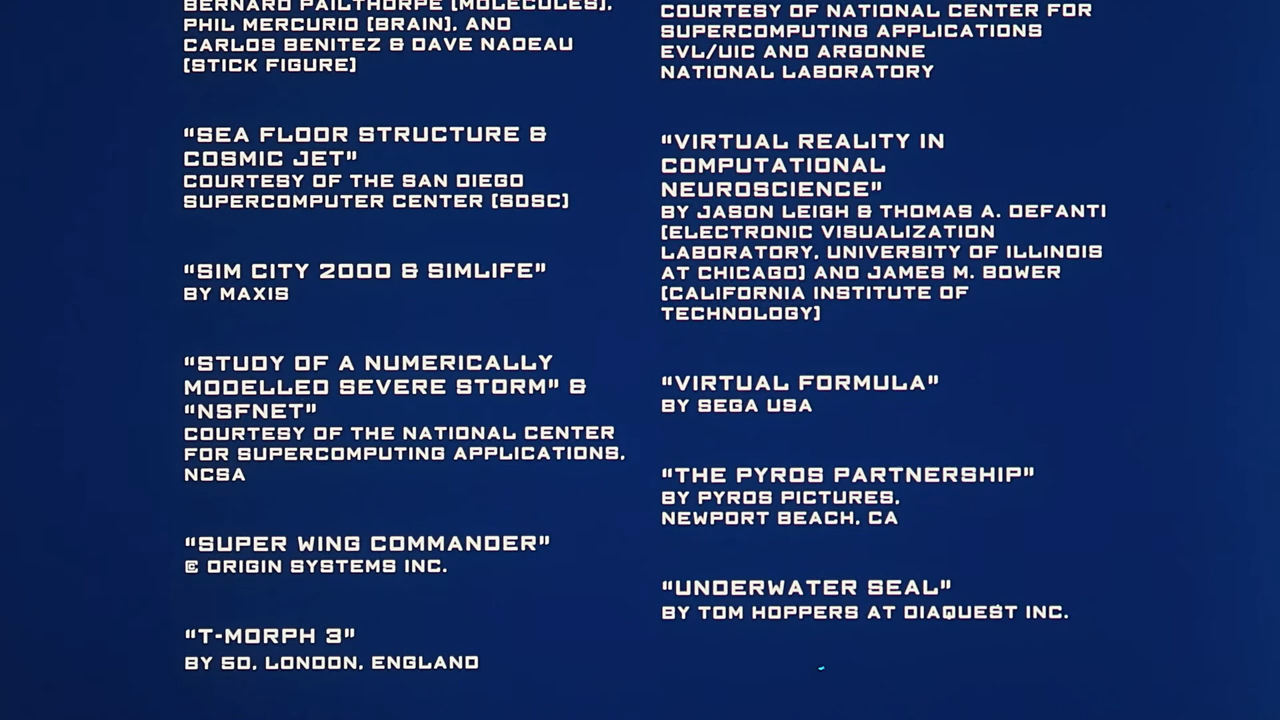 BERNARD PAILTHORPE [MOLECULES],
PHIL MERCURIO [BRAIN], AND
CARLOS BENITEZ & DAVE NADEAU
[STICK FIGURE]
"SEA FLOOR STRUCTURE &
COSMIC JET"
COURTESY OF THE SAN DIEGO
SUPERCOMPUTER CENTER [SDSC]
"SIM CITY 2000 & SIMLIFE"
BY MAXIS
"STUDY OF A NUMERICALLY
MODELLED SEVERE STORM" &
"NSFNET"
COURTESY OF THE NATIONAL CENTER
FOR SUPERCOMPUTING APPLICATIONS,
NCSA
"SUPER WING COMMANDER"
© ORIGIN SYSTEMS INC.
"T-MORPH 3"
BY 50, LONDON, ENGLAND
COURTESY OF NATIONAL CENTER FOR
SUPERCOMPUTING APPLICATIONS
EVL/UIC AND ARGONNE
NATIONAL LABORATORY
"VIRTUAL REALITY IN
COMPUTATIONAL
NEUROSCIENCE"
BY JASON LEIGH & THOMAS A. DEFANTI
[ELECTRONIC VISUALIZATION
LABORATORY, UNIVERSITY OF ILLINOIS
AT CHICAGO] AND JAMES M. BOWER
[CALIFORNIA INSTITUTE OF
TECHNOLOGY]
"VIRTUAL FORMULA"
BY SEGA USA
"THE PYROS PARTNERSHIP"
BY PYROS PICTURES,
NEWPORT BEACH, CA
"UNDERWATER SEAL"
BY TOM HOPPERS AT DIAQUEST INC.